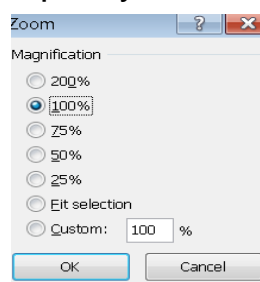 Zoom
Magnification
200%
100%
75%
50%
25%
Fit selection
Custom: 100 %
OK Cancel